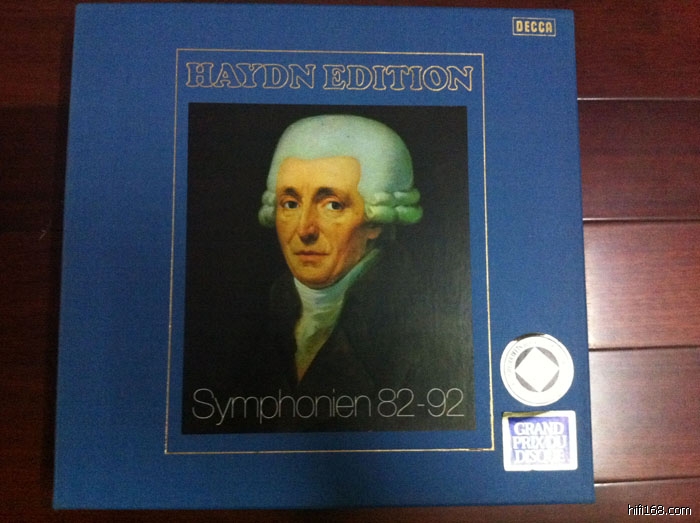 DECCA
HAYDN EDITION
Symphonien 82-92
GRAND
PRIX DU
DISQUE
hifi168.com